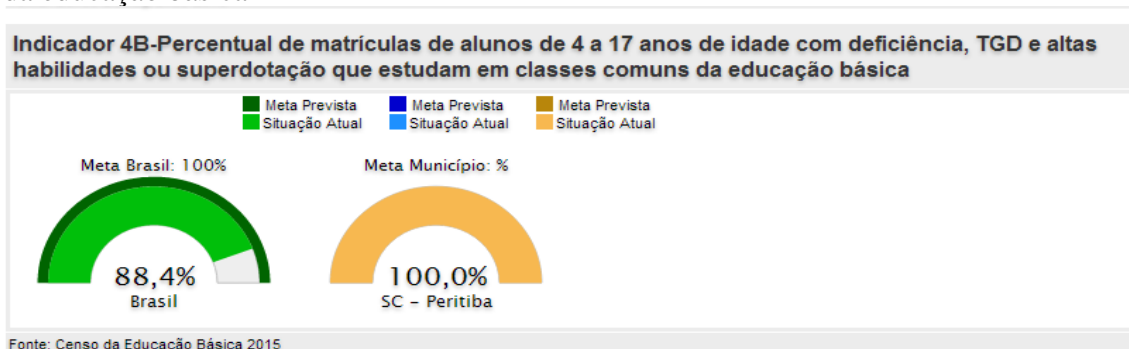 da educação básica
Indicador 4B-Percentual de matrículas de alunos de 4 a 17 anos de idade com deficiência, TGD e altas
habilidades ou superdotação que estudam em classes comuns da educação básica
Meta Prevista Meta Prevista Meta Prevista
Situação Atual Situação Atual Situação Atual
Meta Brasil: 100% Meta Município: %
88,4% 100,0%
Brasil SC – Peritiba
Fonte: Censo da Educação Básica 2015